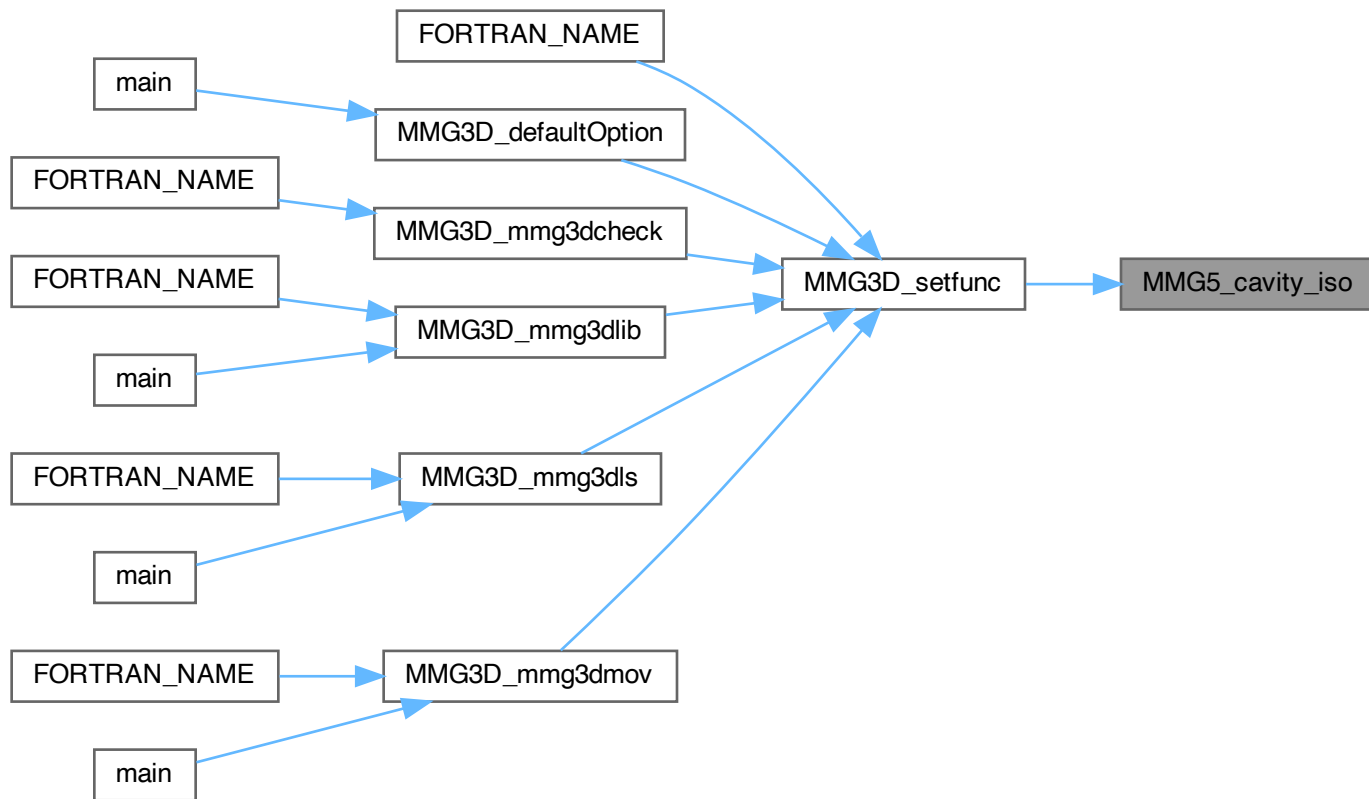 FORTRAN_NAME
main
MMG3D_defaultOption
FORTRAN_NAME
MMG3D_mmg3dcheck
FORTRAN_NAME
MMG3D_setfunc
MMG5_cavity_iso
MMG3D_mmg3dlib
main
FORTRAN_NAME
MMG3D_mmg3dls
main
FORTRAN_NAME
MMG3D_mmg3dmov
main